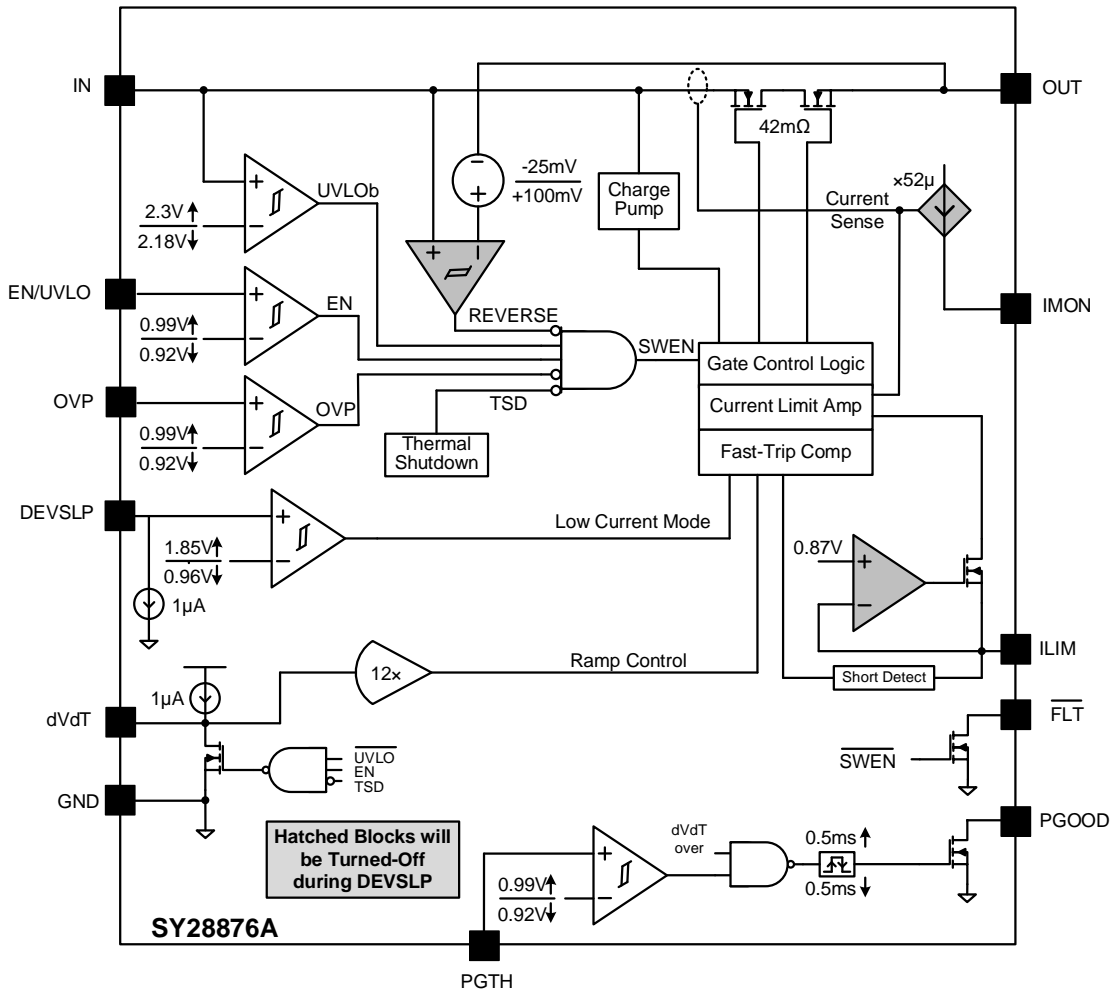 IN
OUT
42mΩ
-25mV
+100mV
×52µ
Charge
Pump
Current
Sense
UVLOb
2.3V↑
2.18V↓
EN/UVLO
EN
REVERSE
IMON
0.99V↑
0.92V↓
SWEN
Gate Control Logic
OVP
OVP
TSD
Current Limit Amp
0.99V↑
0.92V↓
Thermal
Shutdown
Fast-Trip Comp
DEVSLP
Low Current Mode
1.85V↑
0.96V↓
0.87V
1µA
ILIM
Ramp Control
12×
Short Detect
1µA
dVdT
FLT
UVLO
EN
TSD
SWEN
GND
PGOOD
Hatched Blocks will
be Turned-Off
during DEVSLP
dVdT
over
0.5ms↑
0.5ms↓
0.99V↑
0.92V↓
SY28876A
PGTH
+
−
+
−
+
−
+
−
+
−
−
+
+
−
+
−